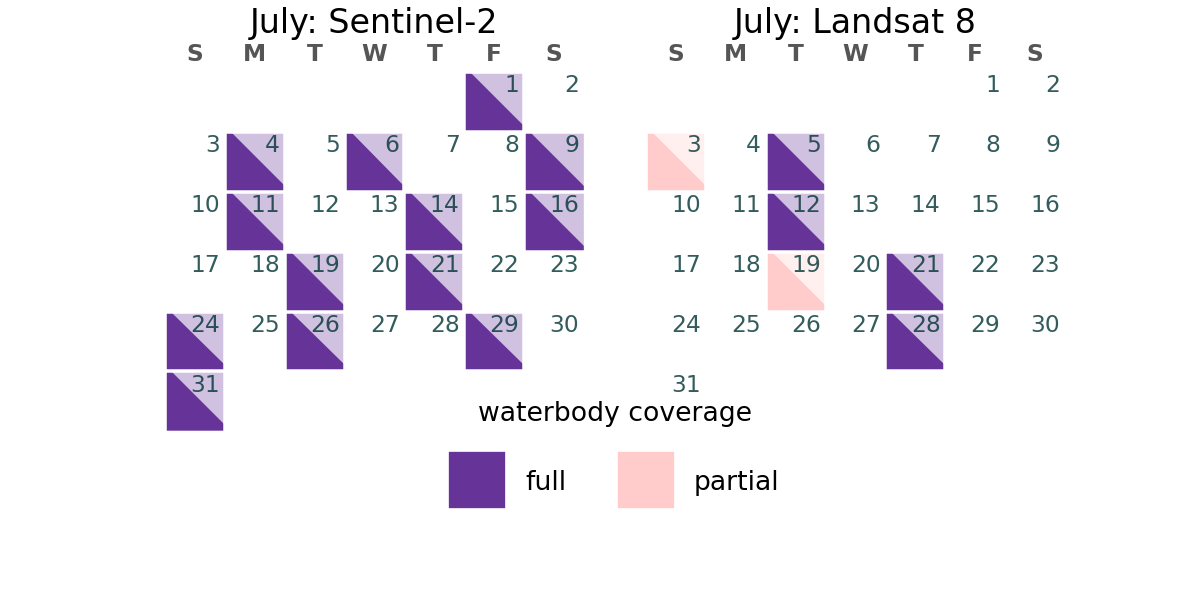 July: Sentinel-2
S M T W T F S
1 2
3 4 5 6 7 8 9
10 11 12 13 14 15 16
17 18 19 20 21 22 23
24 25 26 27 28 29 30
31
July: Landsat 8
S M T W T F S
1 2
3 4 5 6 7 8 9
10 11 12 13 14 15 16
17 18 19 20 21 22 23
24 25 26 27 28 29 30
31
waterbody coverage
full partial